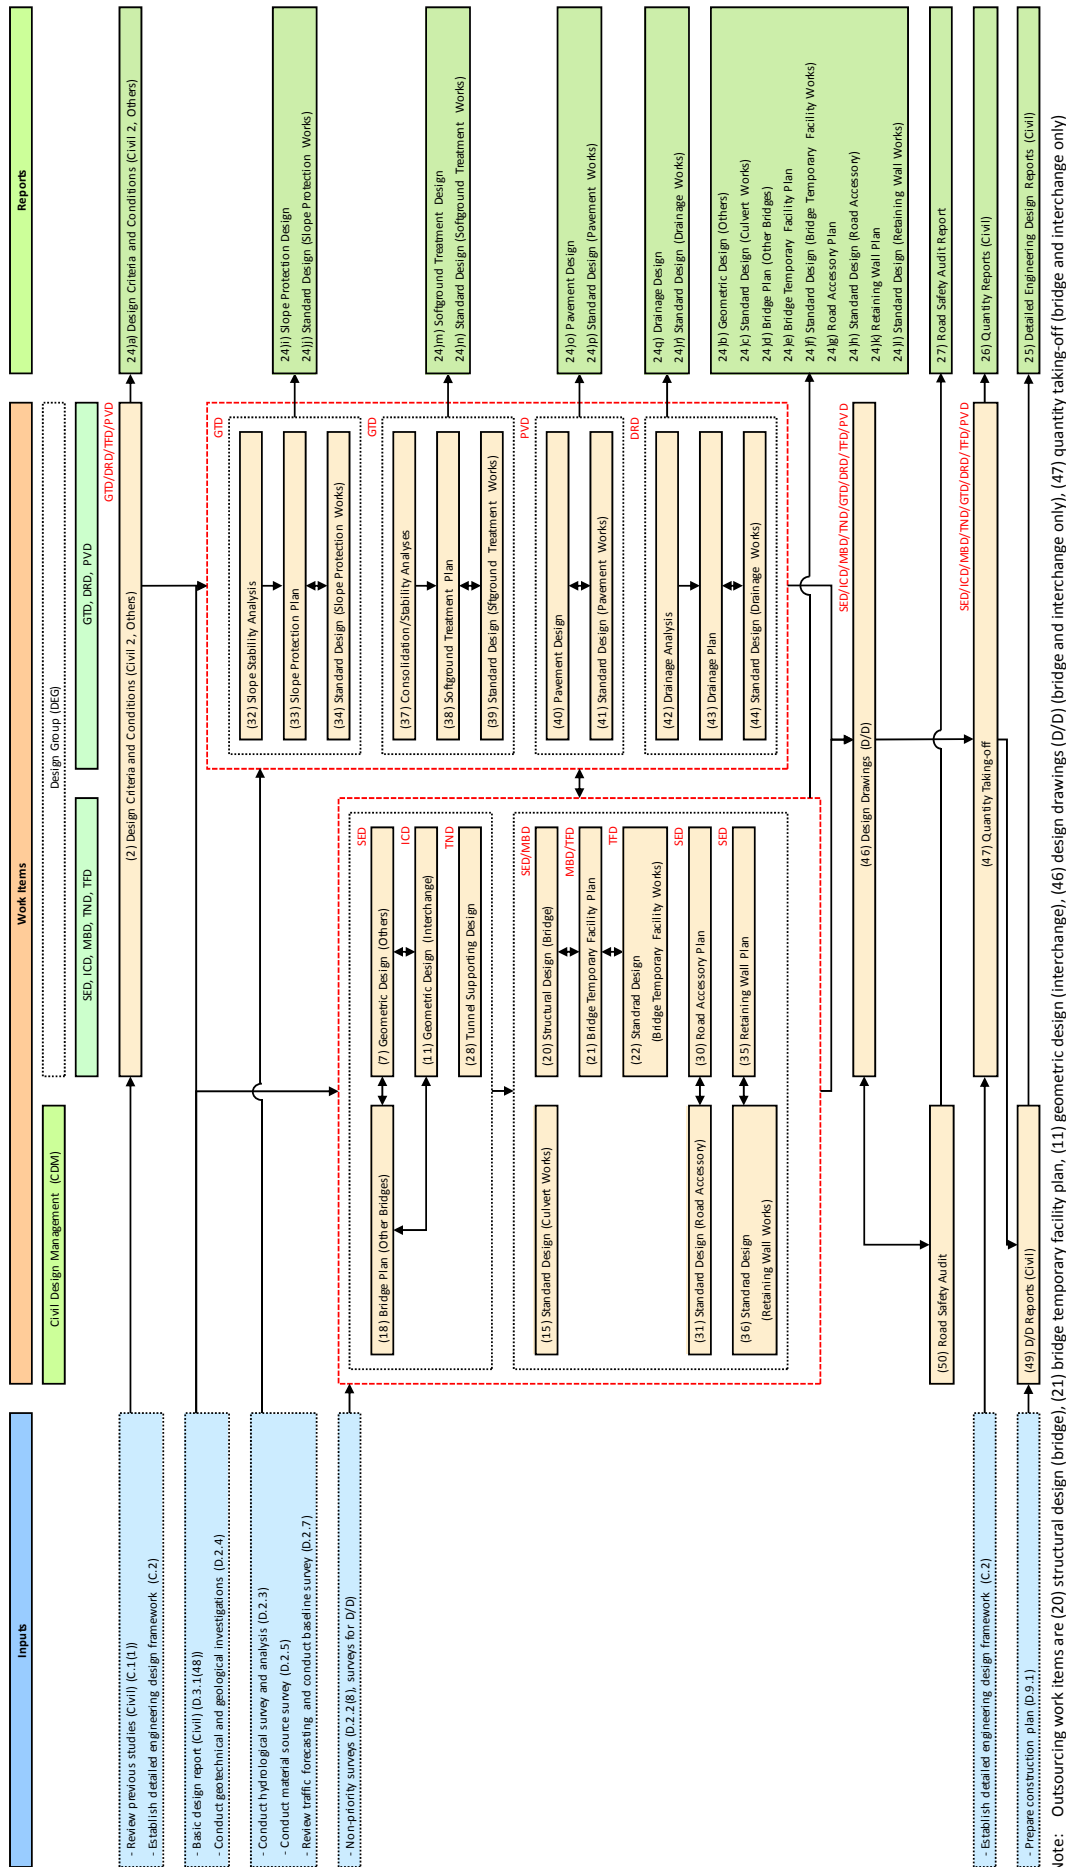 Inputs
Work Items
Reports
Civil Design Management (CDM)
Design Group (DEG)
SED, ICD, MBD, TND, TFD
GTD, DRD, PVD
- Review previous studies (Civil) (C.1(1))
- Establish detailed engineering design framework (C.2)
GTD/DRD/TFD/PVD
(2) Design Criteria and Conditions (Civil 2, Others)
24)a) Design Criteria and Conditions (Civil 2, Others)
- Basic design report (Civil) (D.3.1(48))
- Conduct geotechnical and geological investigations (D.2.4)
- Conduct hydrological survey and analysis (D.2.3)
- Conduct material source survey (D.2.5)
- Review traffic forecasting and conduct baseline survey (D.2.7)
- Non-priority surveys (D.2.2(8), surveys for D/D)
GTD
(32) Slope Stability Analysis
(33) Slope Protection Plan
(34) Standard Design (Slope Protection Works)
24)i) Slope Protection Design
24)j) Standard Design (Slope Protection Works)
GTD
(37) Consolidation/Stability Analyses
(38) Softground Treatment Plan
(39) Standard Design (Sftground Treatment Works)
24)m) Softground Treatment Design
24)n) Standard Design (Softground Treatment Works)
PVD
(40) Pavement Design
(41) Standard Design (Pavement Works)
24)o) Pavement Design
24)p) Standard Design (Pavement Works)
DRD
(42) Drainage Analysis
(43) Drainage Plan
(44) Standard Design (Drainage Works)
24)q) Drainage Design
24)r) Standard Design (Drainage Works)
SED
(18) Bridge Plan (Other Bridges)
(7) Geometric Design (Others)
ICD
(11) Geometric Design (Interchange)
TND
(28) Tunnel Supporting Design
SED/MBD
(15) Standard Design (Culvert Works)
(20) Structural Design (Bridge)
MBD/TFD
(21) Bridge Temporary Facility Plan
TFD
(22) Standrad Design
(Bridge Temporary Facility Works)
SED
(31) Standard Design (Road Accessory)
(30) Road Accessory Plan
SED
(36) Standrad Design
(Retaining Wall Works)
(35) Retaining Wall Plan
24)b) Geometric Design (Others)
24)c) Standard Design (Culvert Works)
24)d) Bridge Plan (Other Bridges)
24)e) Bridge Temporary Facility Plan
24)f) Standard Design (Bridge Temporary Facility Works)
24)g) Road Accessory Plan
24)h) Standard Design (Road Accessory)
24)k) Retaining Wall Plan
24)l) Standard Design (Retaining Wall Works)
SED/ICD/MBD/TND/GTD/DRD/TFD/PVD
(46) Design Drawings (D/D)
(50) Road Safety Audit
27) Road Safety Audit Report
- Establish detailed engineering design framework (C.2)
SED/ICD/MBD/TND/GTD/DRD/TFD/PVD
(47) Quantity Taking-off
26) Quantity Reports (Civil)
- Prepare construction plan (D.9.1)
(49) D/D Reports (Civil)
25) Detailed Engineering Design Reports (Civil)
Note: Outsourcing work items are (20) structural design (bridge), (21) bridge temporary facility plan, (11) geometric design (interchange), (46) design drawings (D/D) (bridge and interchange only), (47) quantity taking-off (bridge and interchange only)